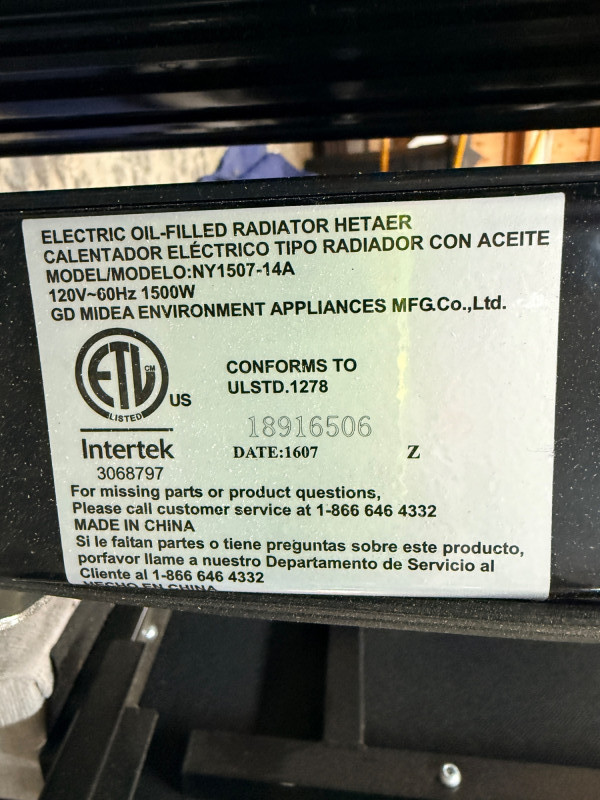 ELECTRIC OIL-FILLED RADIATOR HETAER
CALENTADOR ELÉCTRICO TIPO RADIADOR CON ACEITE
MODEL/MODELO:NY1507-14A
120V~60Hz 1500W
GD MIDEA ENVIRONMENT APPLIANCES MFG.Co.,Ltd.
ETL CM
LISTED
US
CONFORMS TO
ULSTD.1278
18916506
Intertek
DATE:1607 Z
3068797
For missing parts or product questions,
Please call customer service at 1-866 646 4332
MADE IN CHiNA
Si le faitan partes o tiene preguntas sobre este producto,
porfavor llame a nuestro Departamento de Servicio al
Cliente al 1-866 646 4332
HECHO EN CHINA